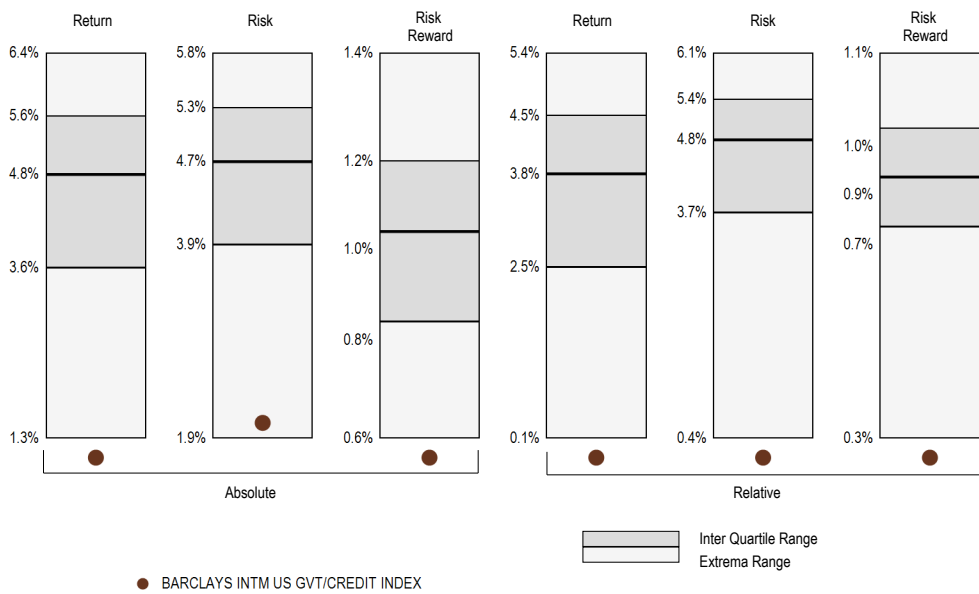 Return
Risk
Risk
Reward
Return
Risk
Risk
Reward
6.4%
5.6%
4.8%
3.6%
1.3%
5.8%
5.3%
4.7%
3.9%
1.9%
1.4%
1.2%
1.0%
0.8%
0.6%
5.4%
4.5%
3.8%
2.5%
0.1%
6.1%
5.4%
4.8%
3.7%
0.4%
1.1%
1.0%
0.9%
0.7%
0.3%
Absolute
Relative
Inter Quartile Range
Extrema Range
BARCLAYS INTM US GVT/CREDIT INDEX